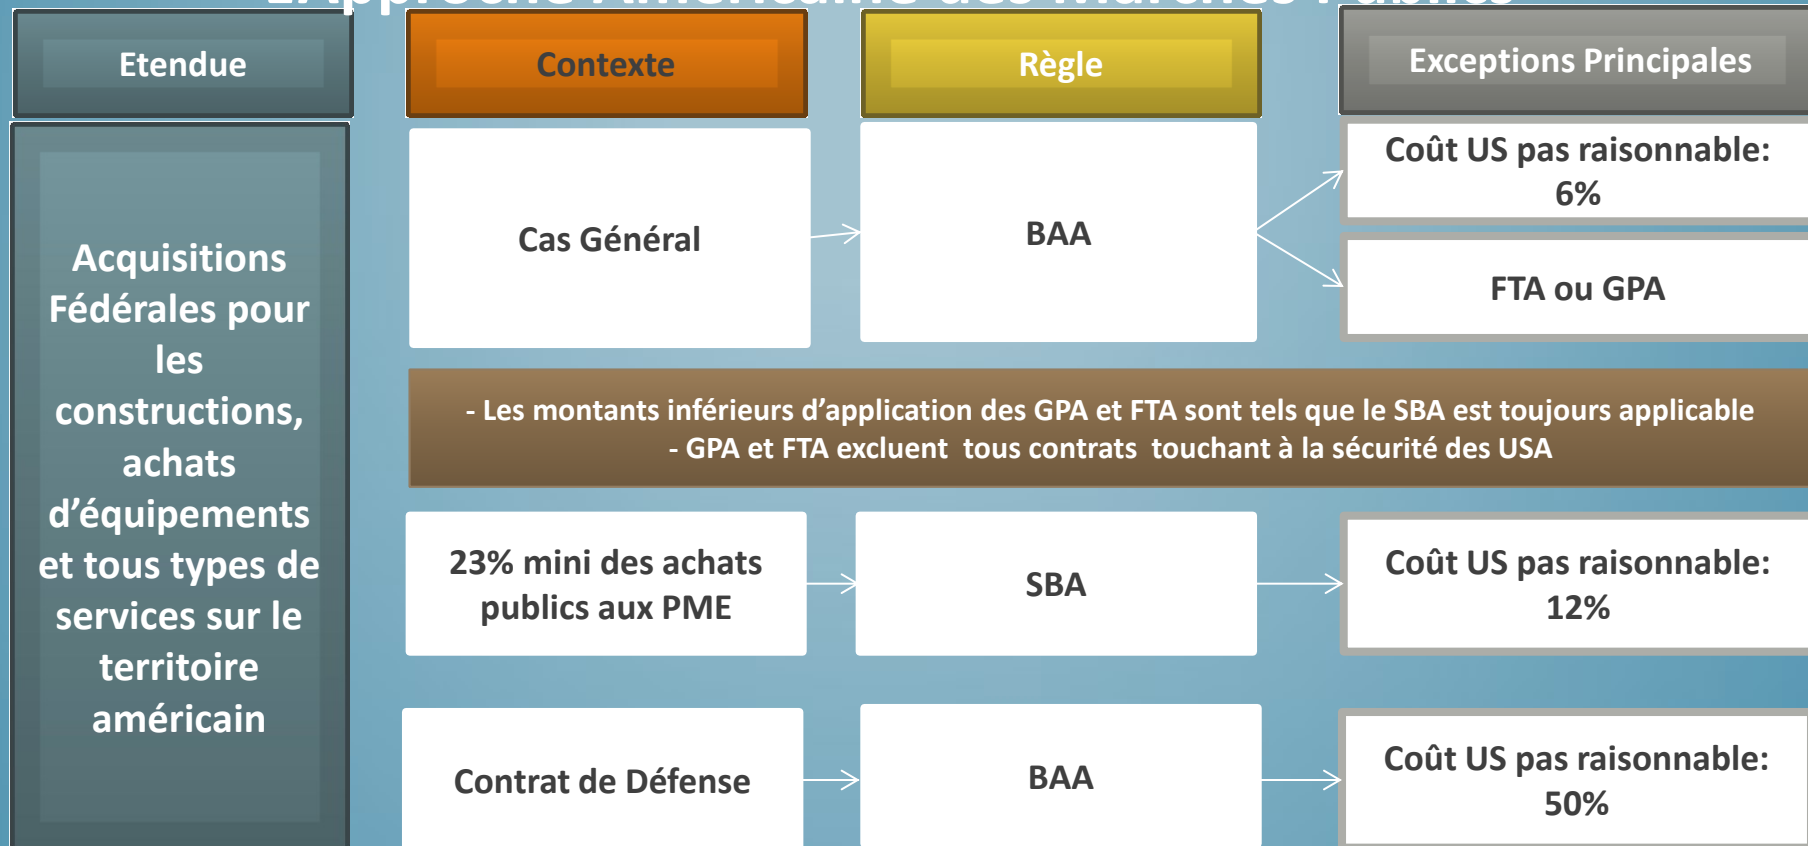 Etendue
Contexte
Règle
Exceptions Principales
Acquisitions
Fédérales pour
les
constructions,
achats
d’équipements
et tous types de
services sur le
territoire
américain
Cas Général
BAA
Coût US pas raisonnable:
6%
FTA ou GPA
- Les montants inférieurs d’application des GPA et FTA sont tels que le SBA est toujours applicable
- GPA et FTA excluent tous contrats touchant à la sécurité des USA
23% mini des achats
publics aux PME
SBA
Coût US pas raisonnable:
12%
Contrat de Défense
BAA
Coût US pas raisonnable:
50%